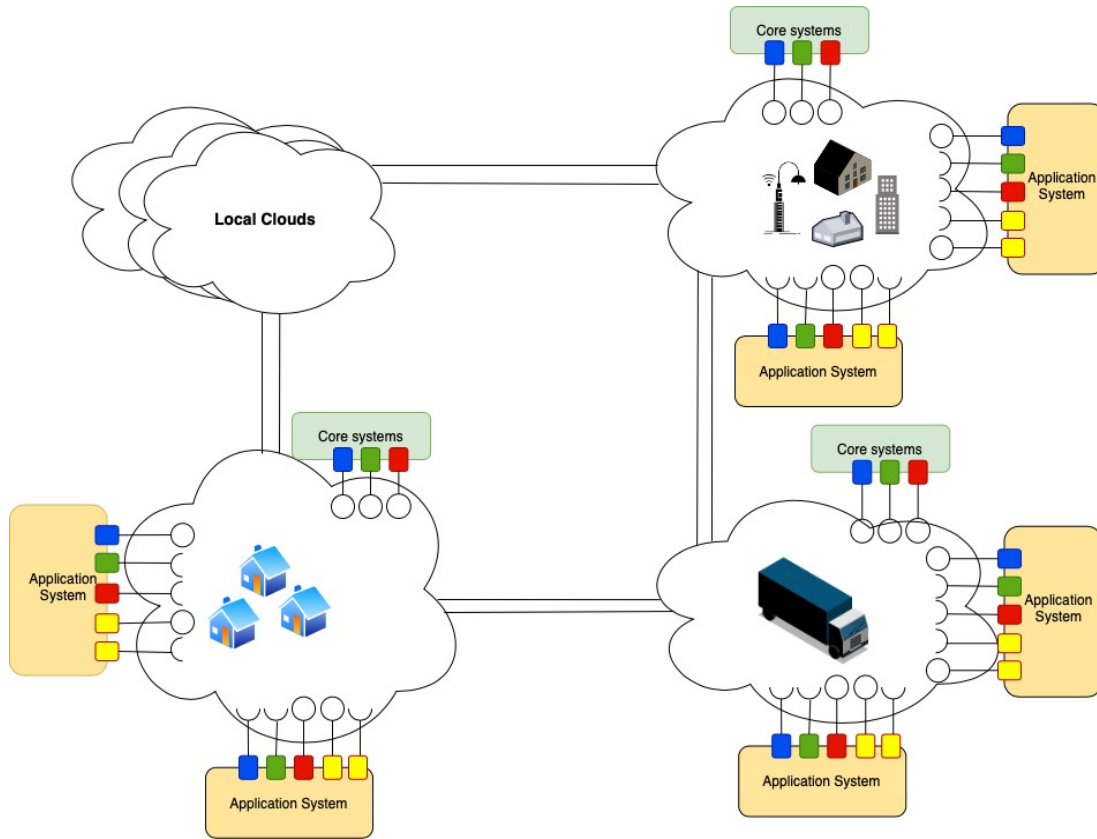 Core systems
Application
System
Local Clouds
Application System
Core systems
Core systems
Application
System
Application
System
Application System
Application System